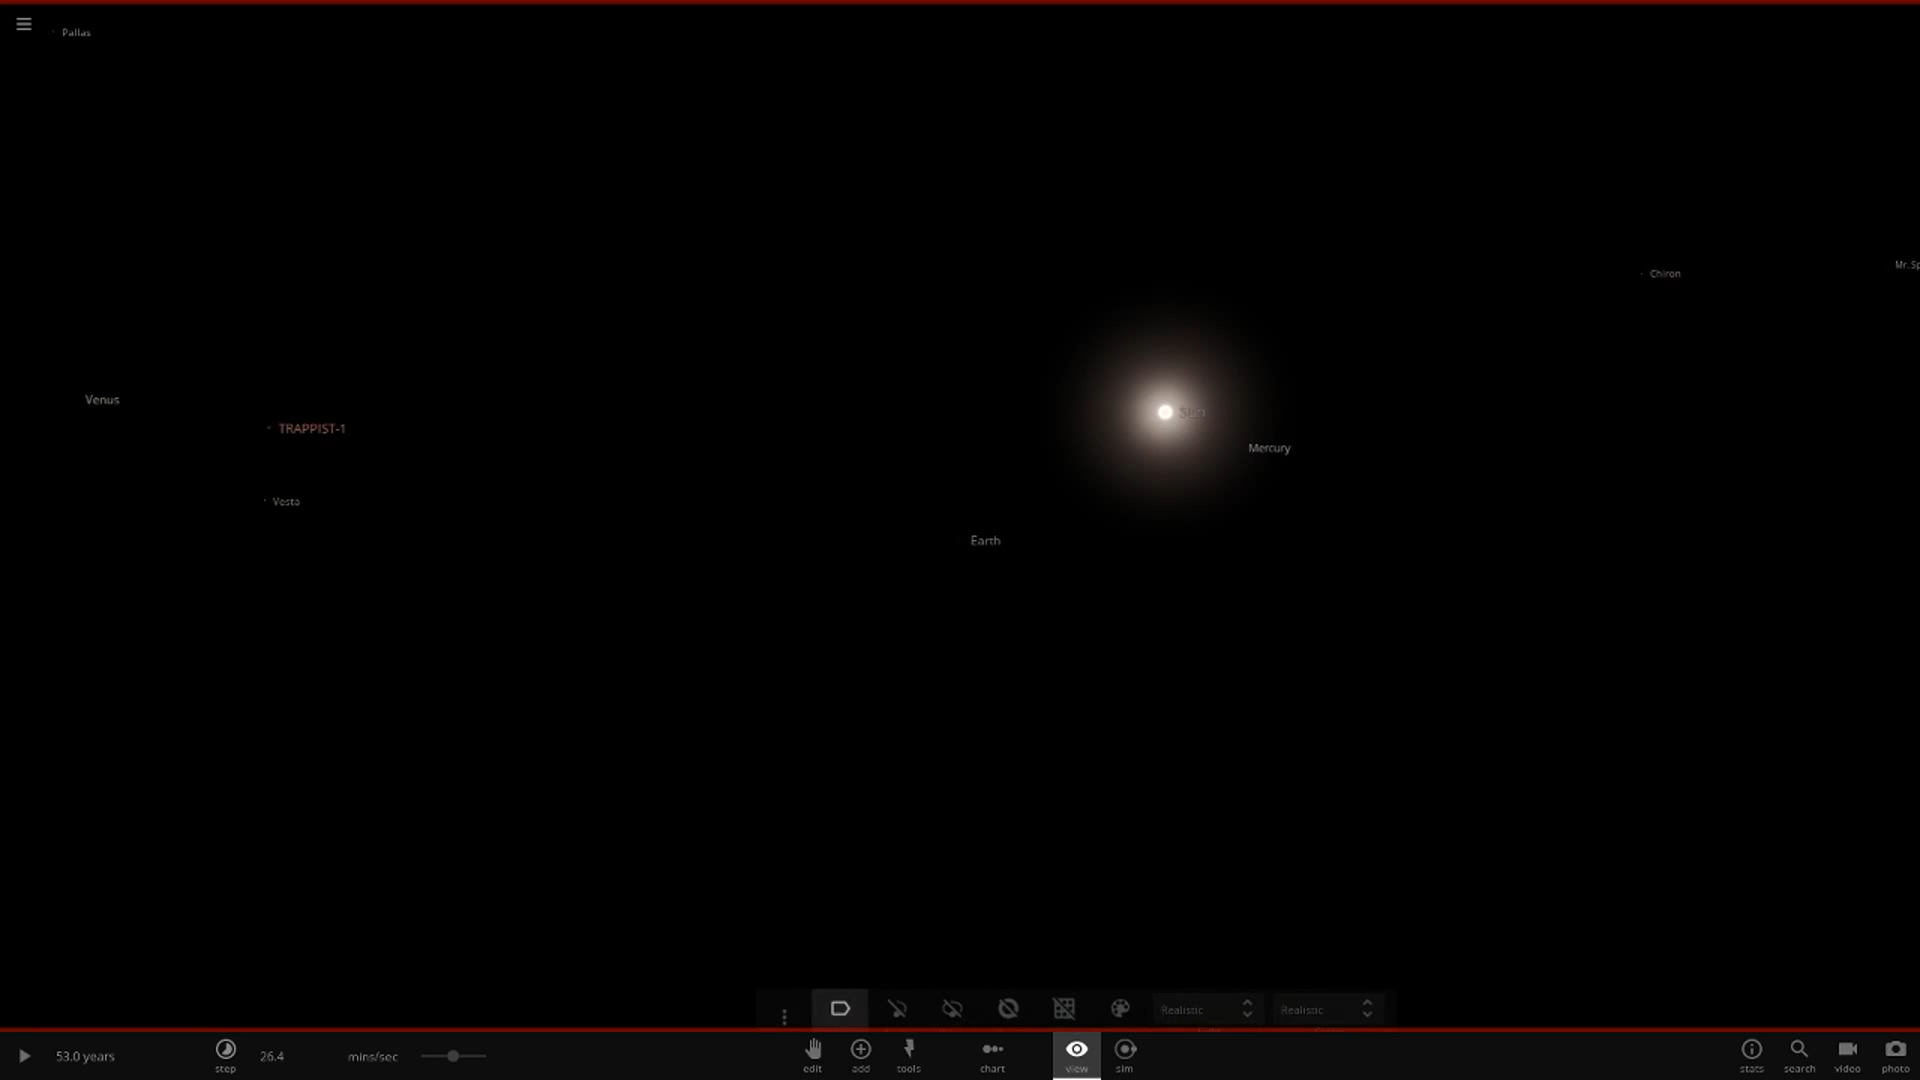 Pallas
Chiron
Venus
TRAPPIST-1
Sun
Mercury
Vesta
Earth
Realistic
Realistic
53.0 years
step
26.4
mins/sec
edit
add
tools
chart
view
sim
stats
search
video
photo